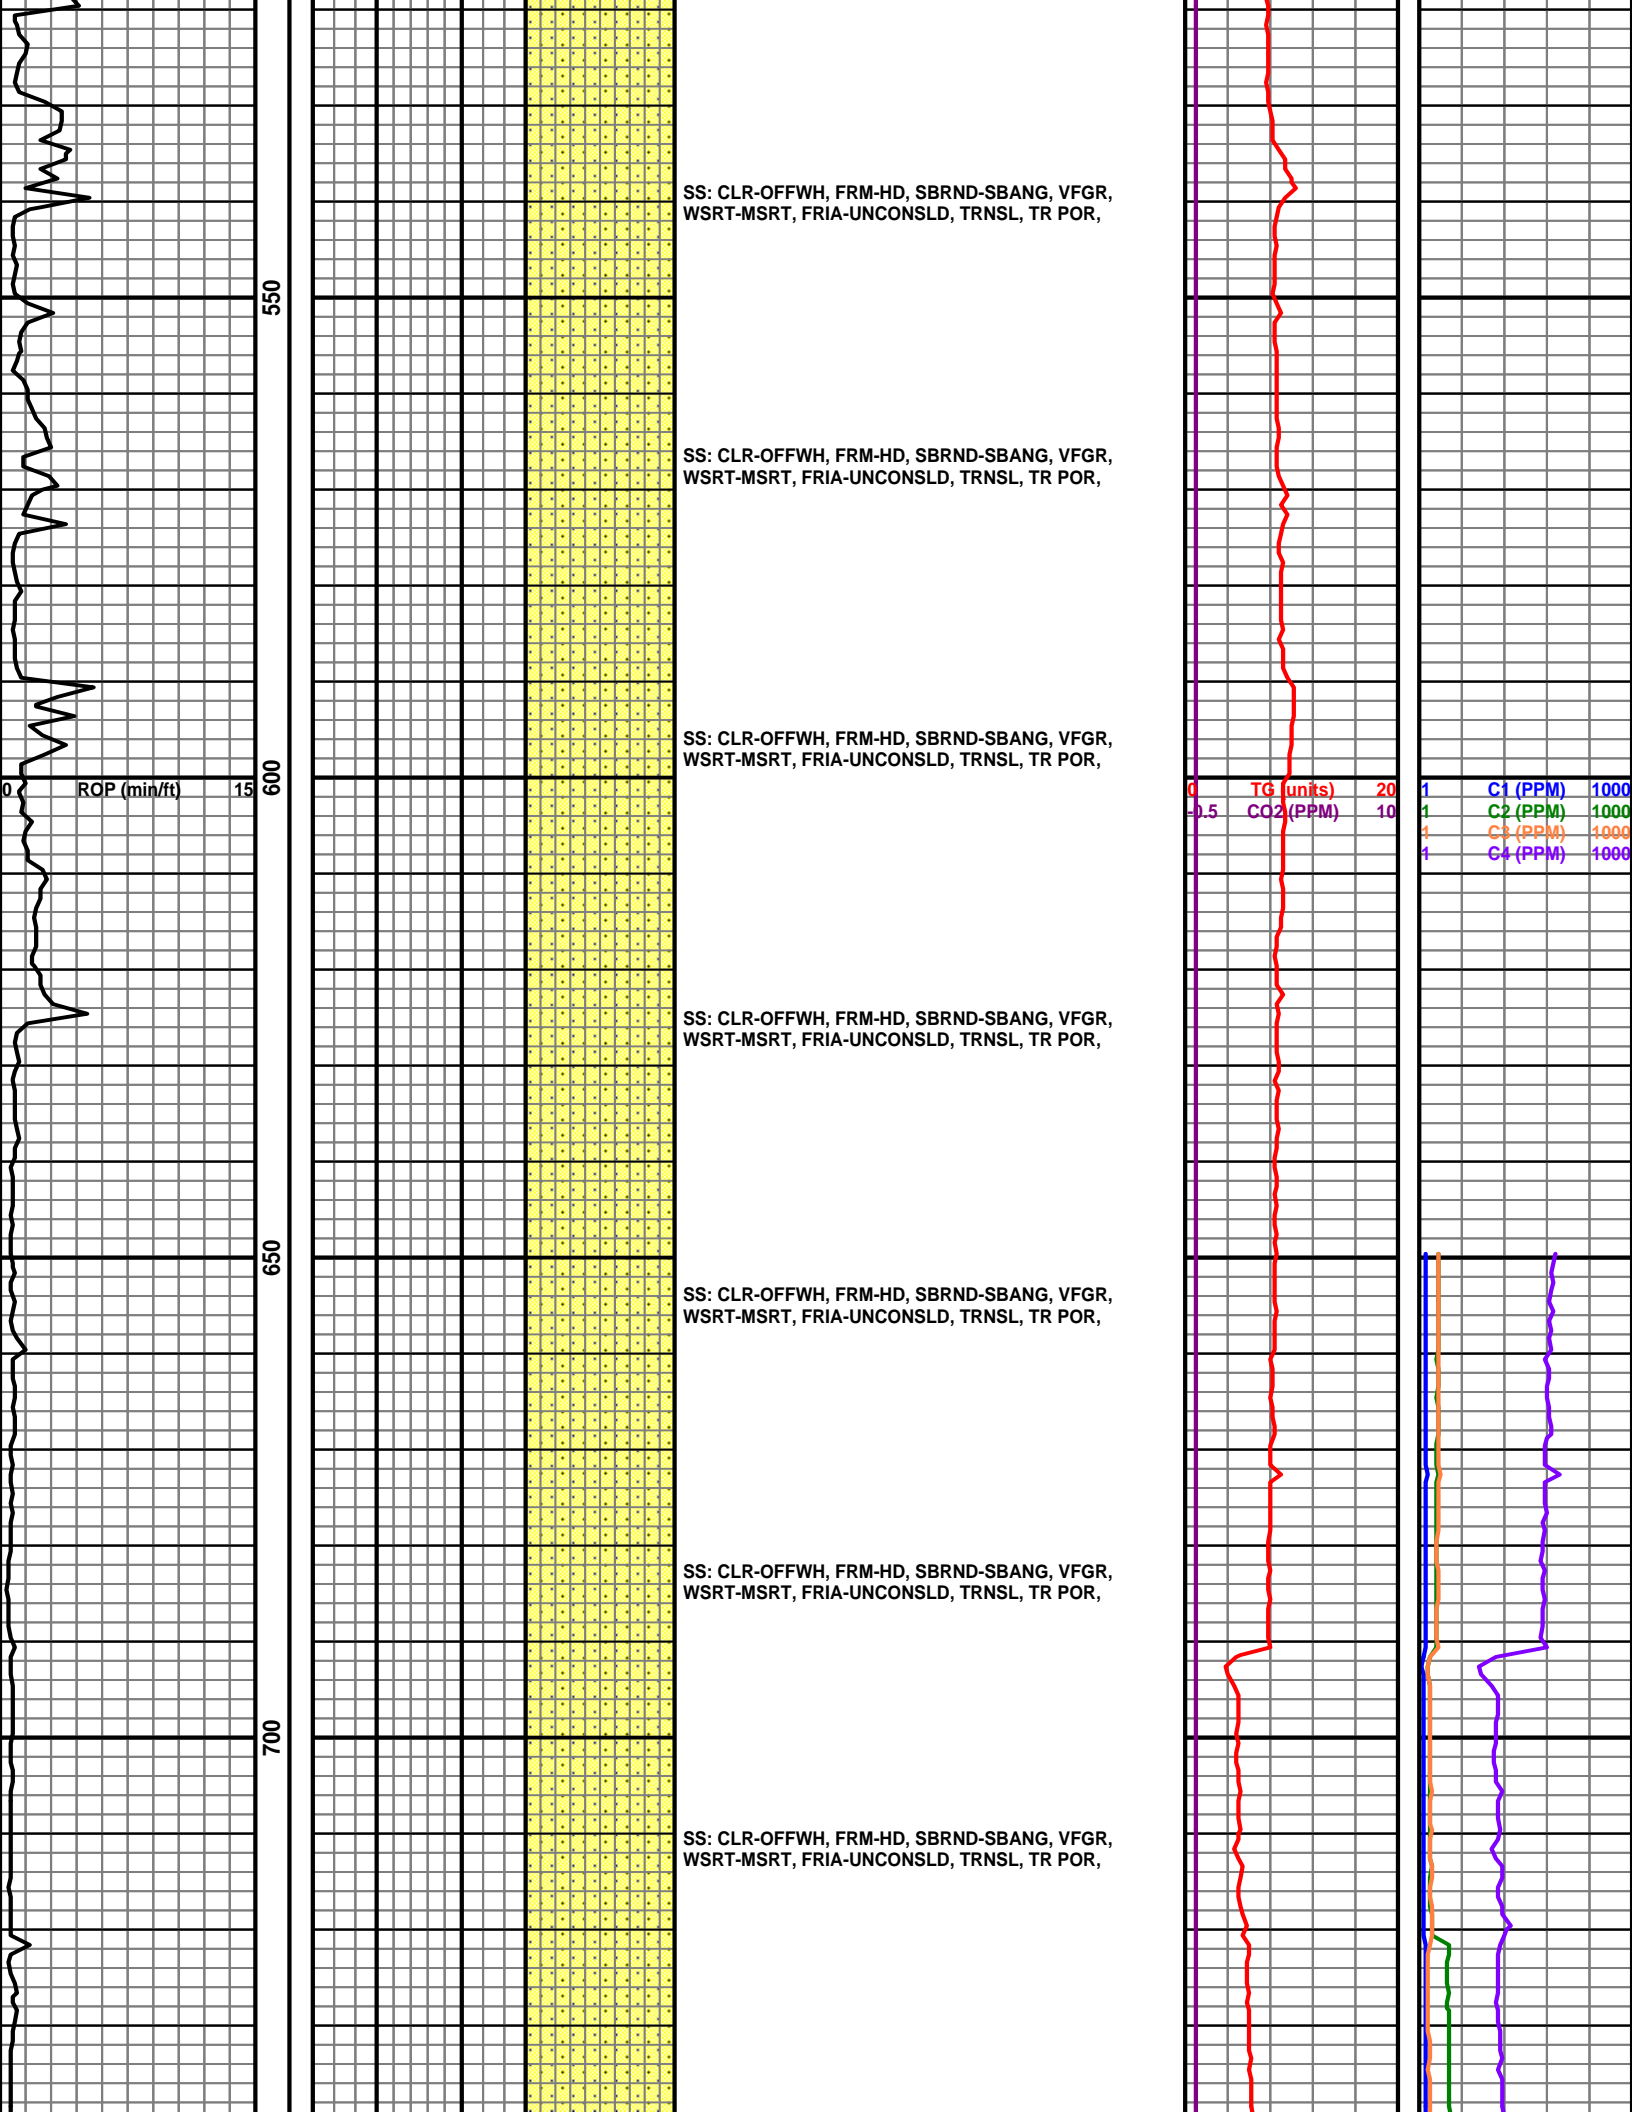 SS: CLR-OFFWH, FRM-HD, SBRND-SBANG, VFGR,
WSRT-MSRT, FRIA-UNCONSLD, TRNSL, TR POR,
550
SS: CLR-OFFWH, FRM-HD, SBRND-SBANG, VFGR,
WSRT-MSRT, FRIA-UNCONSLD, TRNSL, TR POR,
SS: CLR-OFFWH, FRM-HD, SBRND-SBANG, VFGR,
WSRT-MSRT, FRIA-UNCONSLD, TRNSL, TR POR,
600
0 ROP (min/ft) 15
0 TG (units) 20
-0.5 CO2 (PPM) 10
1 C1 (PPM) 1000
1 C2 (PPM) 1000
1 C3 (PPM) 1000
1 C4 (PPM) 1000
SS: CLR-OFFWH, FRM-HD, SBRND-SBANG, VFGR,
WSRT-MSRT, FRIA-UNCONSLD, TRNSL, TR POR,
650
SS: CLR-OFFWH, FRM-HD, SBRND-SBANG, VFGR,
WSRT-MSRT, FRIA-UNCONSLD, TRNSL, TR POR,
SS: CLR-OFFWH, FRM-HD, SBRND-SBANG, VFGR,
WSRT-MSRT, FRIA-UNCONSLD, TRNSL, TR POR,
700
SS: CLR-OFFWH, FRM-HD, SBRND-SBANG, VFGR,
WSRT-MSRT, FRIA-UNCONSLD, TRNSL, TR POR,